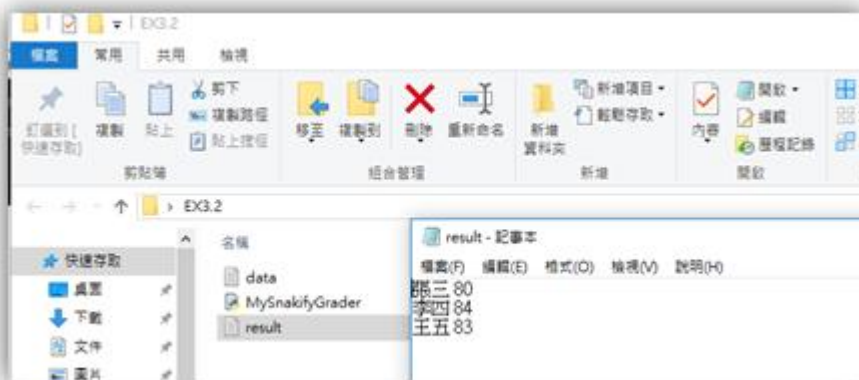 EX3.2
檔案 常用 共用 檢視
釘選到 [快速存取]
複製
貼上
剪下
複製路徑
貼上捷徑
移至
複製到
刪除
重新命名
新增
資料夾
新增項目
輕鬆存取
內容
開啟
編輯
歷程記錄
剪貼簿 組合管理 新增 開啟
EX3.2
快速存取
桌面
下載
文件
圖片
名稱
data
MySnakifyGrader
result
result - 記事本
檔案(F) 編輯(E) 格式(O) 檢視(V) 說明(H)
張三 80
李四 84
王五 83